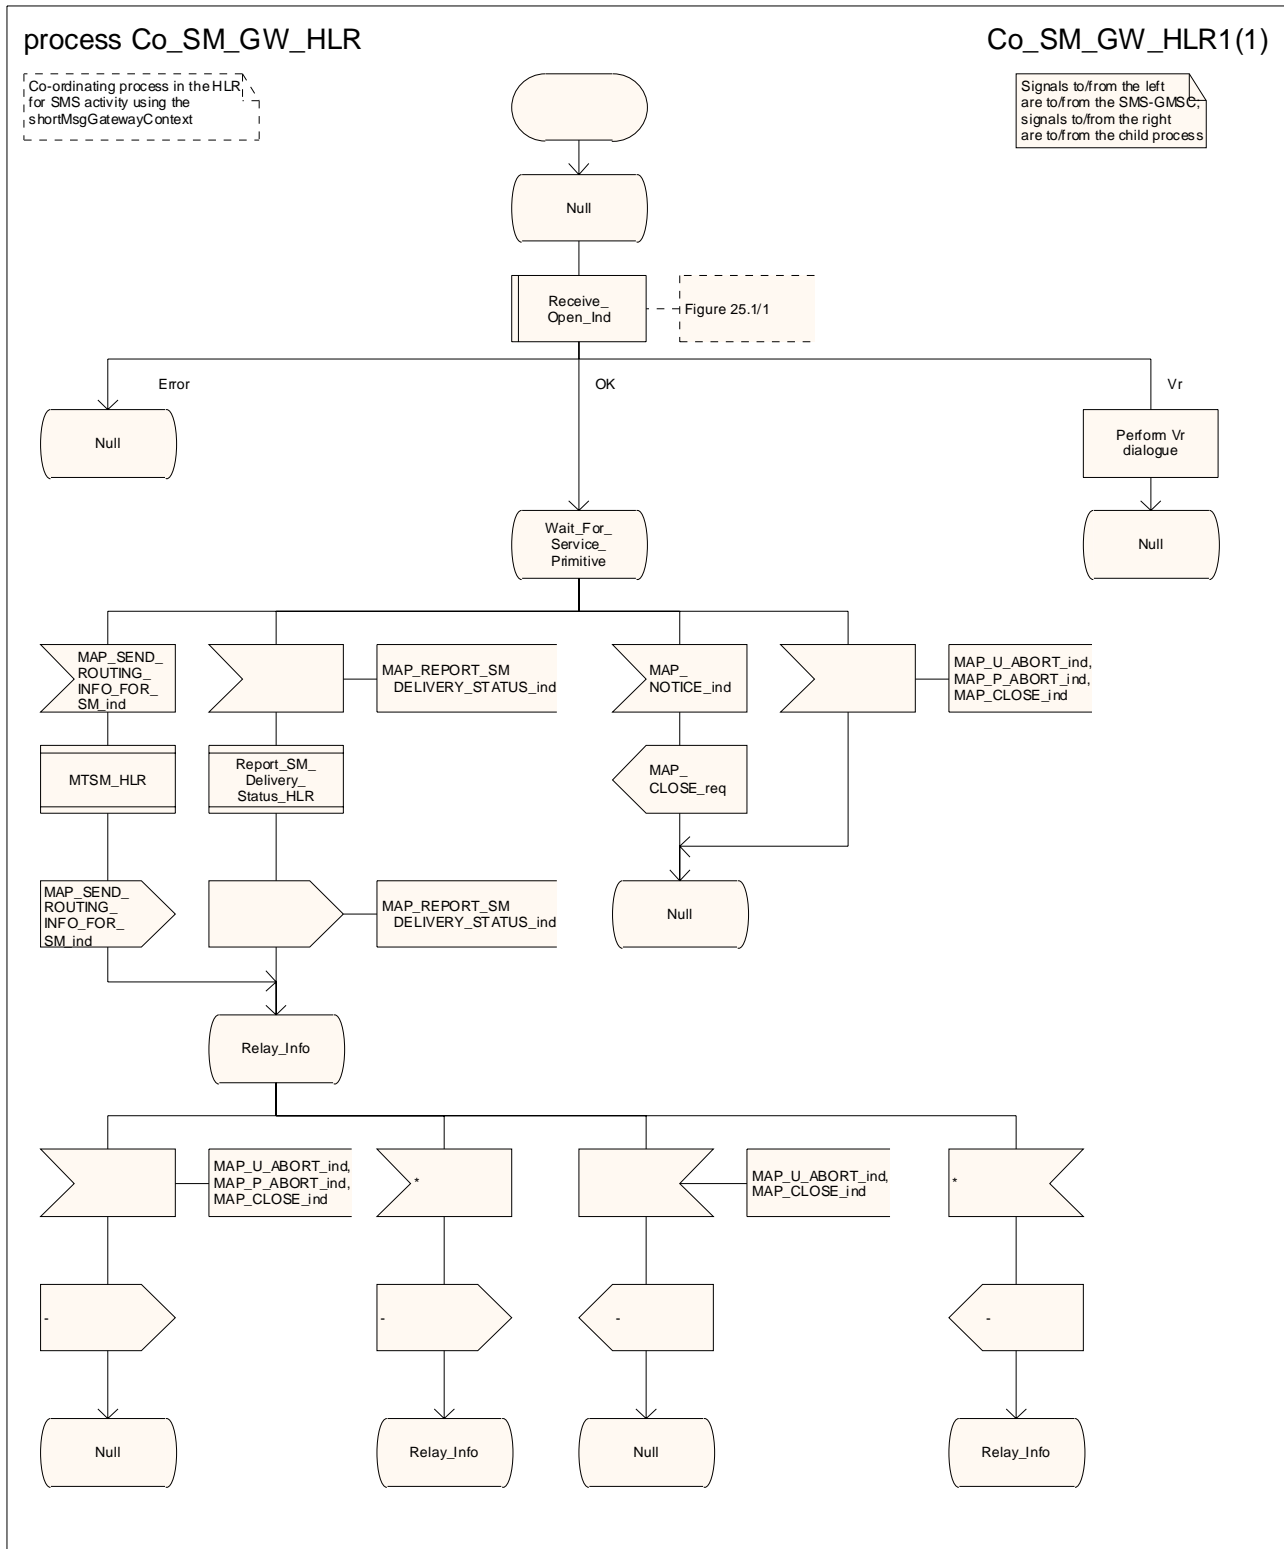 process Co_SM_GW_HLR
Co_SM_GW_HLR1(1)
Co-ordinating process in the HLR
for SMS activity using the
shortMsgGatewayContext
Signals to/from the left
are to/from the SMS-GMSC;
signals to/from the right
are to/from the child process
Null
Receive_
Open_Ind
Figure 25.1/1
Error
OK
Vr
Null
Perform Vr
dialogue
Wait_For_
Service_
Primitive
Null
MAP_SEND_
ROUTING_
INFO_FOR_
SM_ind
MAP_REPORT_SM
DELIVERY_STATUS_ind
MAP_
NOTICE_ind
MAP_U_ABORT_ind,
MAP_P_ABORT_ind,
MAP_CLOSE_ind
MTSM_HLR
Report_SM_
Delivery_
Status_HLR
MAP_
CLOSE_req
MAP_SEND_
ROUTING_
INFO_FOR_
SM_ind
MAP_REPORT_SM
DELIVERY_STATUS_ind
Null
Relay_Info
MAP_U_ABORT_ind,
MAP_P_ABORT_ind,
MAP_CLOSE_ind
*
MAP_U_ABORT_ind,
MAP_CLOSE_ind
*
-
-
-
-
Null
Relay_Info
Null
Relay_Info